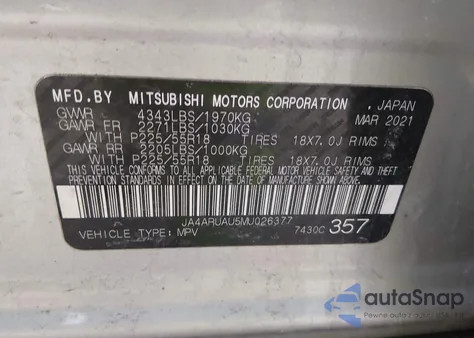 MFD.BY MITSUBISHI MOTORS CORPORATION , JAPAN
GVWR 4343LBS/1970KG MAR 2021
GAWR FR 2271LBS/1030KG
WITH P225/55R18 TIRES 18X7.0J RIMS
GAWR RR 2205LBS/1000KG
WITH P225/55R18 TIRES 18X7.0J RIMS
THIS VEHICLE CONFORMS TO ALL APPLICABLE FEDERAL MOTOR VEHICLE
SAFETY STANDARDS IN EFFECT ON THE DATE OF
MANUFACTURE SHOWN ABOVE.
JA4ARUAU5MU026377
VEHICLE TYPE: MPV 7430C 357
autoSnap